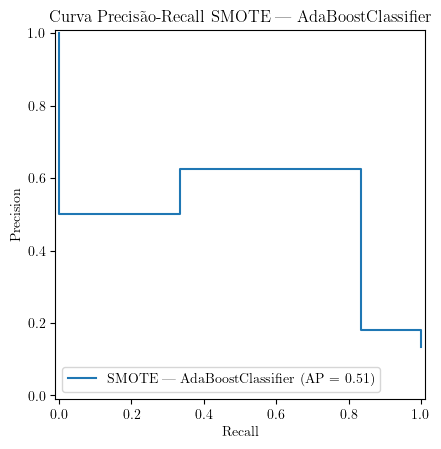 Curva Precisão-Recall SMOTE — AdaBoostClassifier
1.0
0.8
0.6
0.4
0.2
0.0
Precision
SMOTE — AdaBoostClassifier (AP = 0.51)
0.0 0.2 0.4 0.6 0.8 1.0
Recall